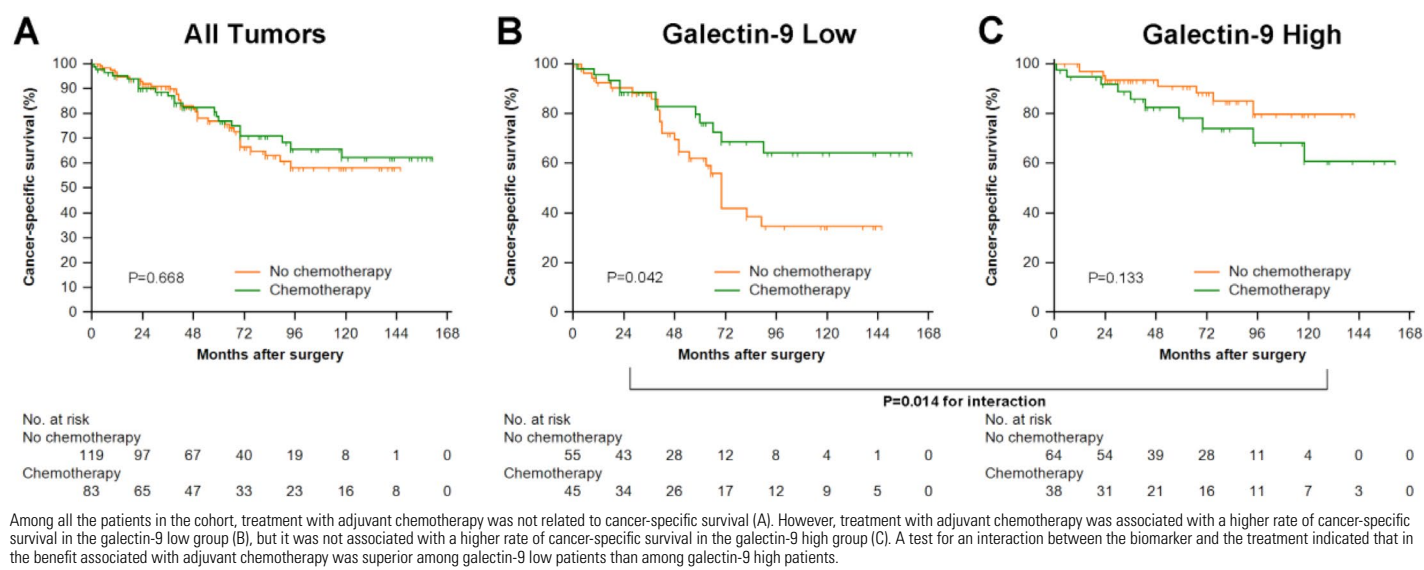 A
All Tumors
Cancer-specific survival (%)
100
90
80
70
60
50
40
30
20
10
0
P=0.668
No chemotherapy
Chemotherapy
0 24 48 72 96 120 144 168
Months after surgery
B
Galectin-9 Low
Cancer-specific survival (%)
100
80
60
40
20
0
P=0.042
No chemotherapy
Chemotherapy
0 24 48 72 96 120 144 168
Months after surgery
C
Galectin-9 High
Cancer-specific survival (%)
100
80
60
40
20
0
P=0.133
No chemotherapy
Chemotherapy
0 24 48 72 96 120 144 168
Months after surgery
P=0.014 for interaction
No. at risk
No chemotherapy
119 97 67 40 19 8 1 0
Chemotherapy
83 65 47 33 23 16 8 0
No. at risk
No chemotherapy
55 43 28 12 8 4 1 0
Chemotherapy
45 34 26 17 12 9 5 0
No. at risk
No chemotherapy
64 54 39 28 11 4 0 0
Chemotherapy
38 31 21 16 11 7 3 0
Among all the patients in the cohort, treatment with adjuvant chemotherapy was not related to cancer-specific survival (A). However, treatment with adjuvant chemotherapy was associated with a higher rate of cancer-specific
survival in the galectin-9 low group (B), but it was not associated with a higher rate of cancer-specific survival in the galectin-9 high group (C). A test for an interaction between the biomarker and the treatment indicated that in
the benefit associated with adjuvant chemotherapy was superior among galectin-9 low patients than among galectin-9 high patients.